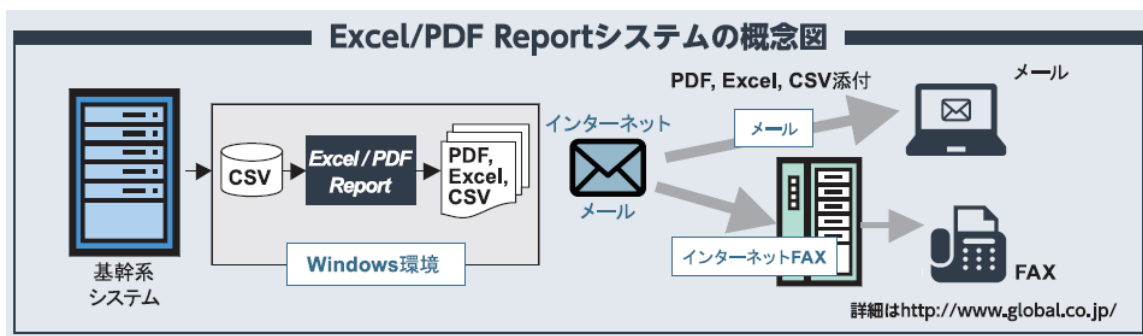 Excel/PDF Reportシステムの概念図
基幹系
システム
CSV
Excel / PDF
Report
PDF,
Excel,
CSV
Windows環境
インターネット
メール
PDF, Excel, CSV添付
メール
メール
インターネットFAX
FAX
詳細はhttp://www.global.co.jp/